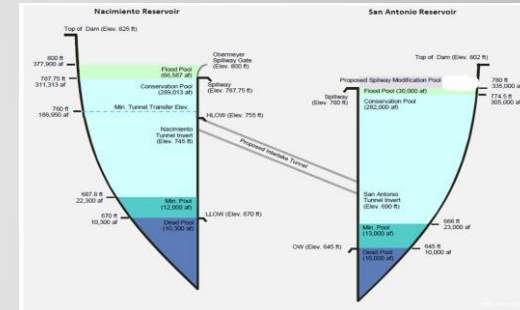 Nacimiento Reservoir
Top of Dam (Elev. 825 ft)
800 ft
377,900 af
787.75 ft
311,313 af
760 ft
186,950 af
687.8 ft
22,300 af
670 ft
10,300 af
Flood Pool
(66,587 af)
Conservation Pool
(289,013 af)
Min. Tunnel Transfer Elev.
Nacimiento
Tunnel Invert
(Elev. 745 ft)
Min. Pool
(12,000 af)
Dead Pool
(10,300 af)
Obermeyer
Spillway Gate
(Elev. 800 ft)
Spillway
(Elev. 787.75 ft)
HLOW (Elev. 755 ft)
LLOW (Elev. 670 ft)
Proposed Interlake Tunnel
San Antonio Reservoir
Top of Dam (Elev. 802 ft)
Proposed Spillway Modification Pool
Flood Pool (30,000 af)
Conservation Pool
(282,000 af)
Spillway
(Elev. 780 ft)
San Antonio
Tunnel Invert
(Elev. 690 ft)
Min. Pool
(13,000 af)
OW (Elev. 645 ft)
Dead Pool
(10,000 af)
780 ft
335,000 af
774.5 ft
305,000 af
666 ft
23,000 af
645 ft
10,000 af